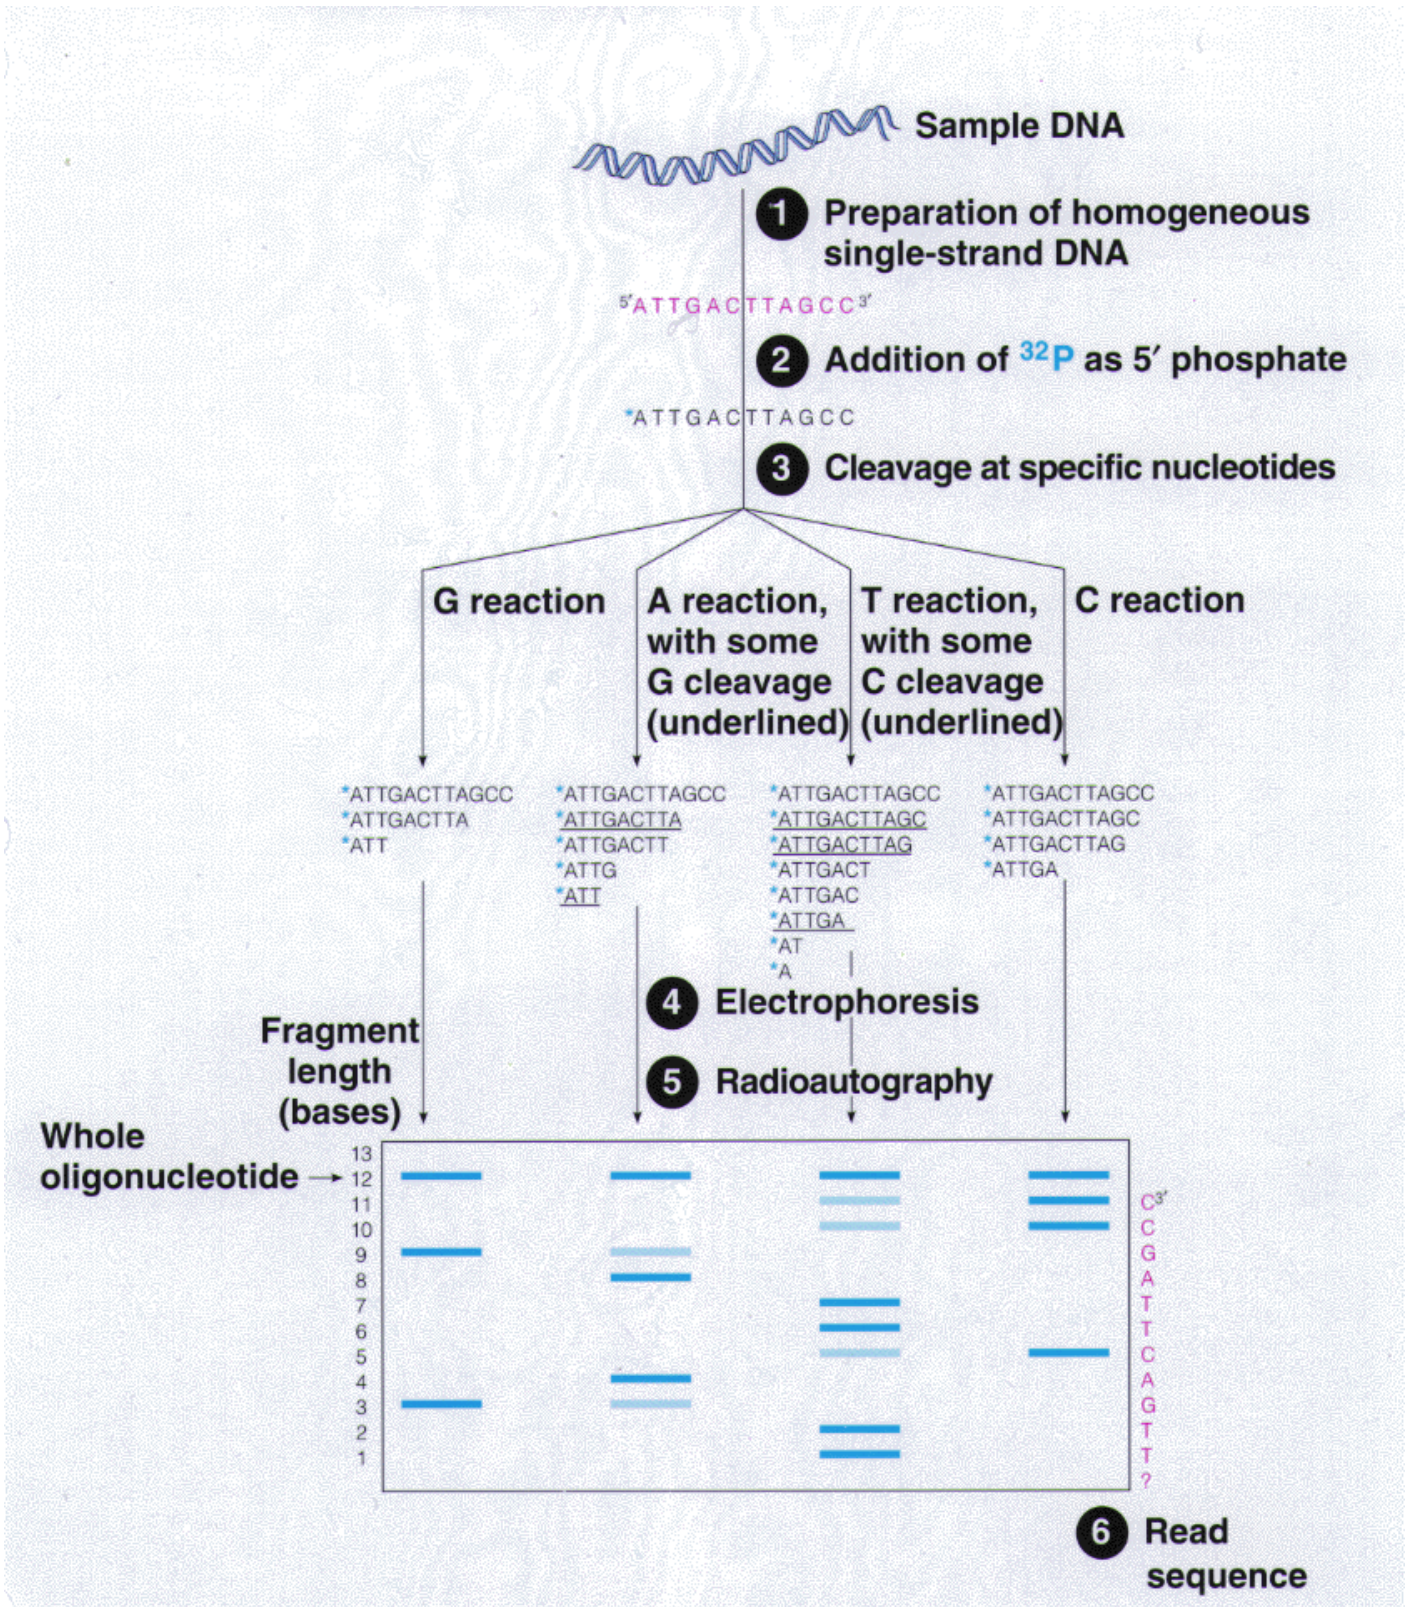 Sample DNA
1 Preparation of homogeneous
single-strand DNA
5′ATTGACTTAGCC3′
2 Addition of 32P as 5′ phosphate
*ATTGACTTAGCC
3 Cleavage at specific nucleotides
G reaction
A reaction,
with some
G cleavage
(underlined)
T reaction,
with some
C cleavage
(underlined)
C reaction
*ATTGACTTAGCC
*ATTGACTTA
*ATT
*ATTGACTTAGCC
*ATTGACTTA
*ATTGACTT
*ATTG
*ATT
*ATTGACTTAGCC
*ATTGACTTAGC
*ATTGACTTAG
*ATTGACT
*ATTGAC
*ATTGA
*AT
*A
*ATTGACTTAGCC
*ATTGACTTAGC
*ATTGACTTAG
*ATTGA
4 Electrophoresis
5 Radioautography
Fragment
length
(bases)
Whole
oligonucleotide
13
12
11
10
9
8
7
6
5
4
3
2
1
C3′
C
G
A
T
T
C
A
G
T
T
?
6 Read
sequence